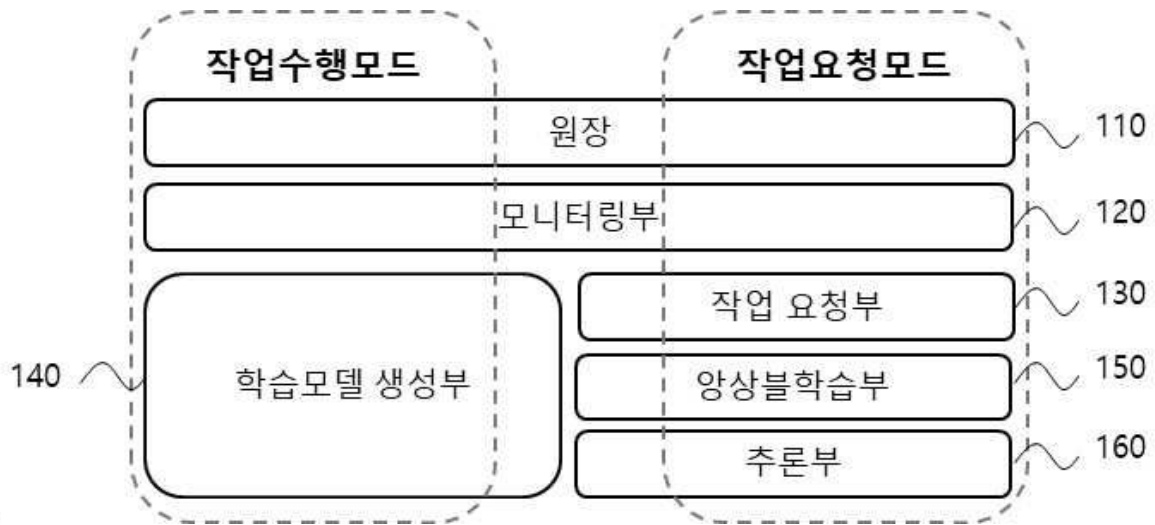 작업수행모드 작업요청모드
원장 110
모니터링부 120
작업 요청부 130
140 학습모델 생성부 앙상블학습부 150
추론부 160